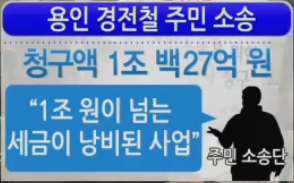 용인 경전철 주민 소송
청구액 1조 백27억 원
“1조 원이 넘는
세금이 낭비된 사업”
주민 소송단